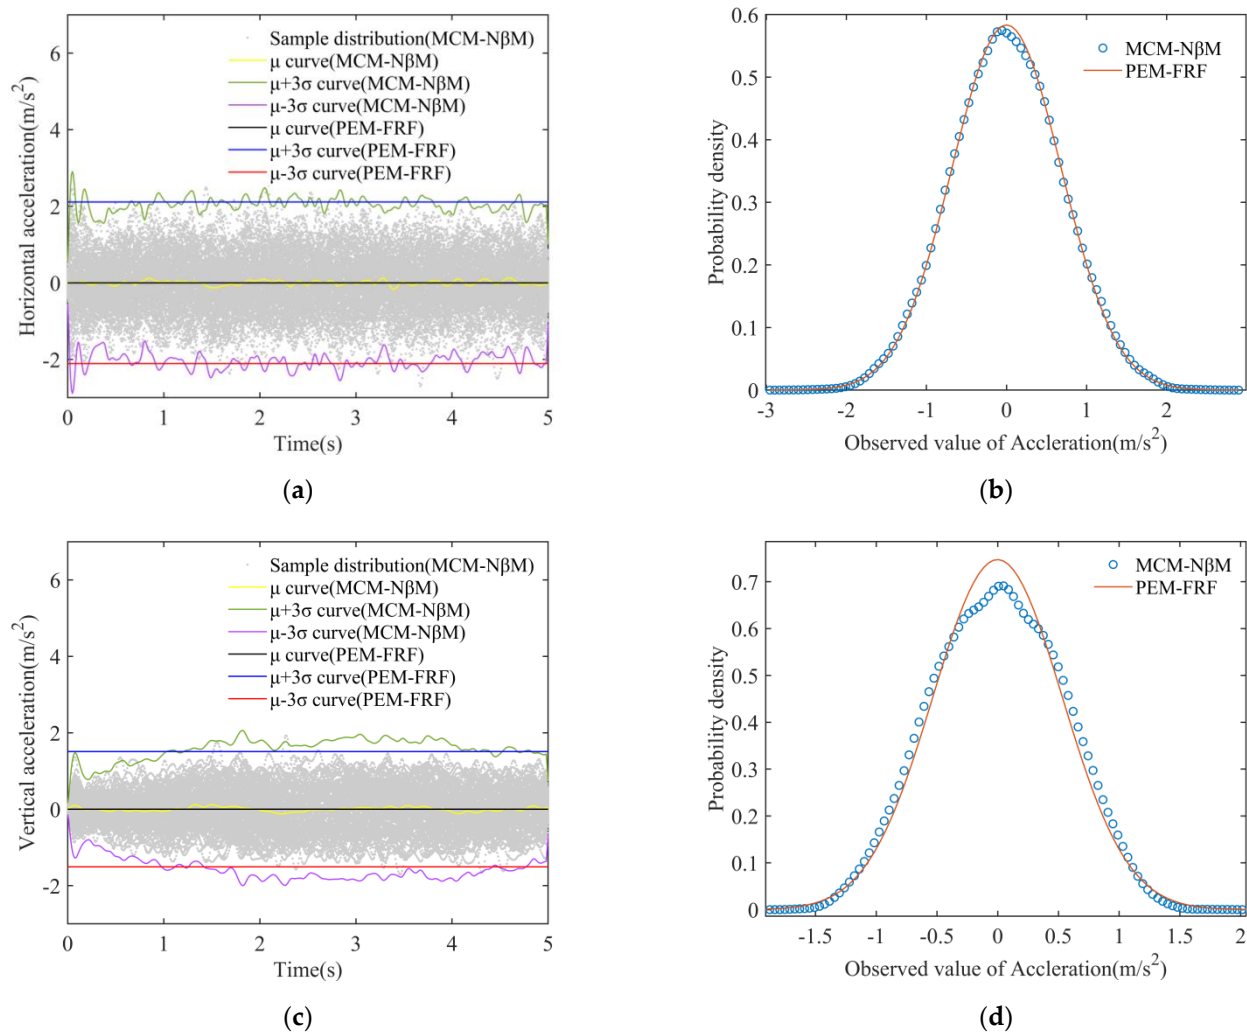 6
4
2
0
-2
Horizontal acceleration(m/s²)
Sample distribution(MCM-NβM)
μ curve(MCM-NβM)
μ+3σ curve(MCM-NβM)
μ-3σ curve(MCM-NβM)
μ curve(PEM-FRF)
μ+3σ curve(PEM-FRF)
μ-3σ curve(PEM-FRF)
0 1 2 3 4 5
Time(s)
(a)
0.6
0.5
0.4
0.3
0.2
0.1
0
Probability density
MCM-NβM
PEM-FRF
-3 -2 -1 0 1 2
Observed value of Accleration(m/s²)
(b)
6
4
2
0
-2
Vertical acceleration(m/s²)
Sample distribution(MCM-NβM)
μ curve(MCM-NβM)
μ+3σ curve(MCM-NβM)
μ-3σ curve(MCM-NβM)
μ curve(PEM-FRF)
μ+3σ curve(PEM-FRF)
μ-3σ curve(PEM-FRF)
0 1 2 3 4 5
Time(s)
(c)
0.7
0.6
0.5
0.4
0.3
0.2
0.1
0
Probability density
MCM-NβM
PEM-FRF
-1.5 -1 -0.5 0 0.5 1 1.5 2
Observed value of Accleration(m/s²)
(d)